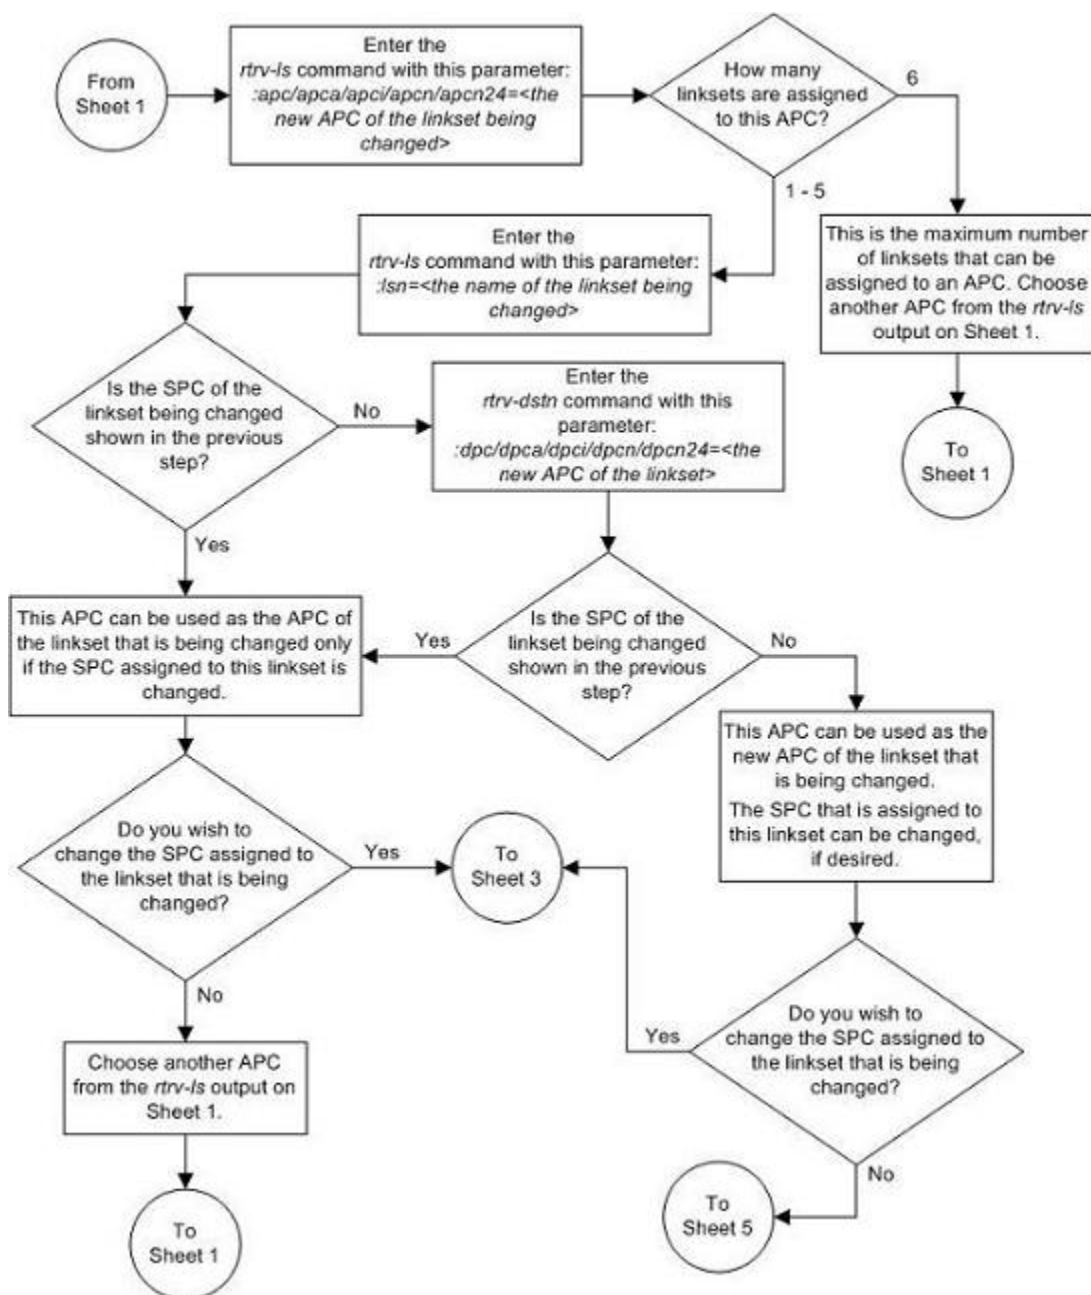 From
Sheet 1
Enter the
rtrv-ls command with this parameter:
:apc/apca/apci/apcn/apcn24=<the
new APC of the linkset being
changed>
How many
linksets are assigned
to this APC?
6
1 - 5
This is the maximum number
of linksets that can be
assigned to an APC. Choose
another APC from the rtrv-ls
output on Sheet 1.
To
Sheet 1
Enter the
rtrv-ls command with this parameter:
:lsn=<the name of the linkset being
changed>
Is the SPC of the
linkset being changed
shown in the previous
step?
No
Yes
Enter the
rtrv-dstn command with this
parameter:
:dpc/dpca/dpci/dpcn/dpcn24=<the
new APC of the linkset>
Is the SPC of the
linkset being changed
shown in the previous
step?
Yes
No
This APC can be used as the APC of
the linkset that is being changed only
if the SPC assigned to this linkset is
changed.
This APC can be used as the
new APC of the linkset that
is being changed.
The SPC that is assigned to
this linkset can be changed,
if desired.
Do you wish to
change the SPC assigned to
the linkset that is being
changed?
Yes
To
Sheet 3
No
Choose another APC
from the rtrv-ls output on
Sheet 1.
To
Sheet 1
Do you wish to
change the SPC assigned to
the linkset that is being
changed?
Yes
No
To
Sheet 5